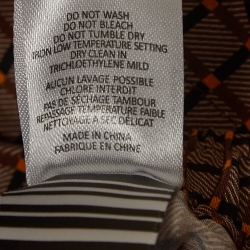 DO NOT WASH
DO NOT BLEACH
DO NOT TUMBLE DRY
IRON LOW TEMPERATURE SETTING
DRY CLEAN IN
TRICHLOETHYLENE MILD
AUCUN LAVAGE POSSIBLE
CHLORE INTERDIT
PAS DE SÉCHAGE TAMBOUR
REPASSAGE TEMPÉRATURE FAIBLE
NETTOYAGE A SEC DÉLICAT
MADE IN CHINA
FABRIQUE EN CHINE